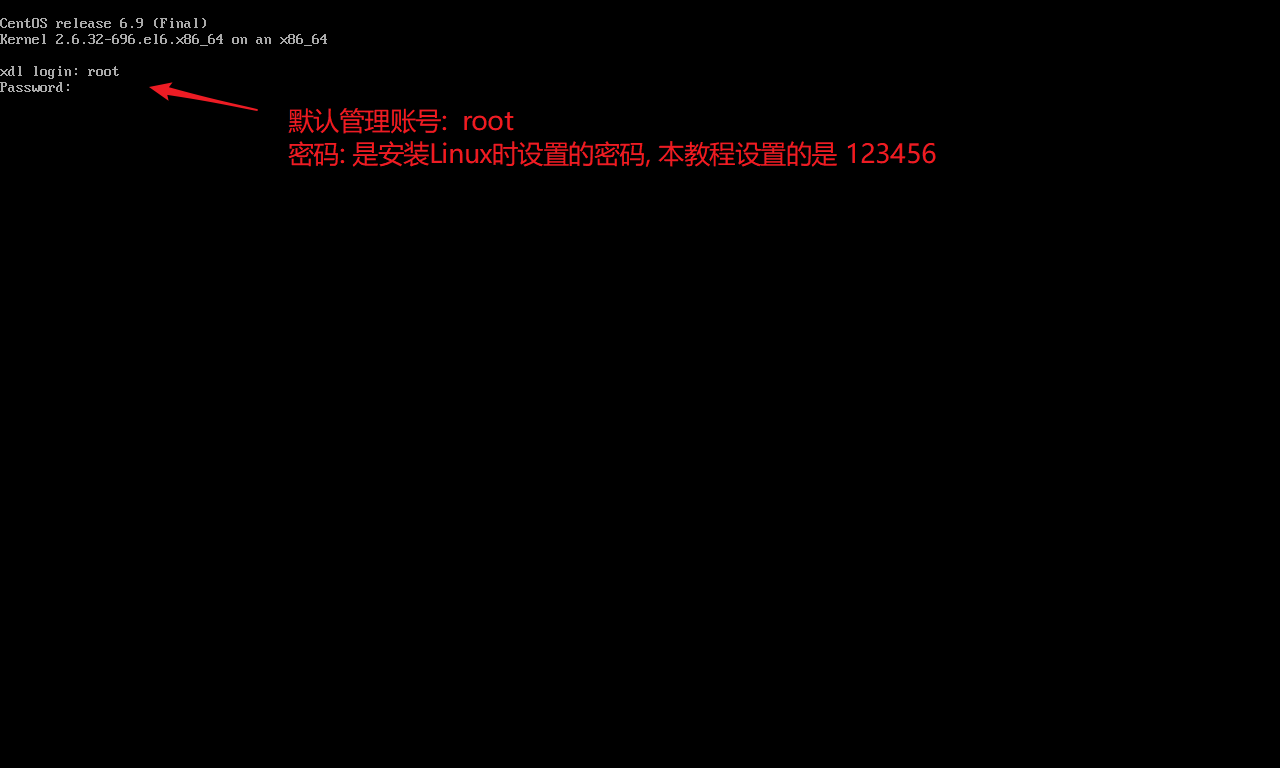 CentOS release 6.9 (Final)
Kernel 2.6.32-696.el6.x86_64 on an x86_64
xdl login: root
Password:
默认管理账号: root
密码: 是安装Linux时设置的密码, 本教程设置的是 123456